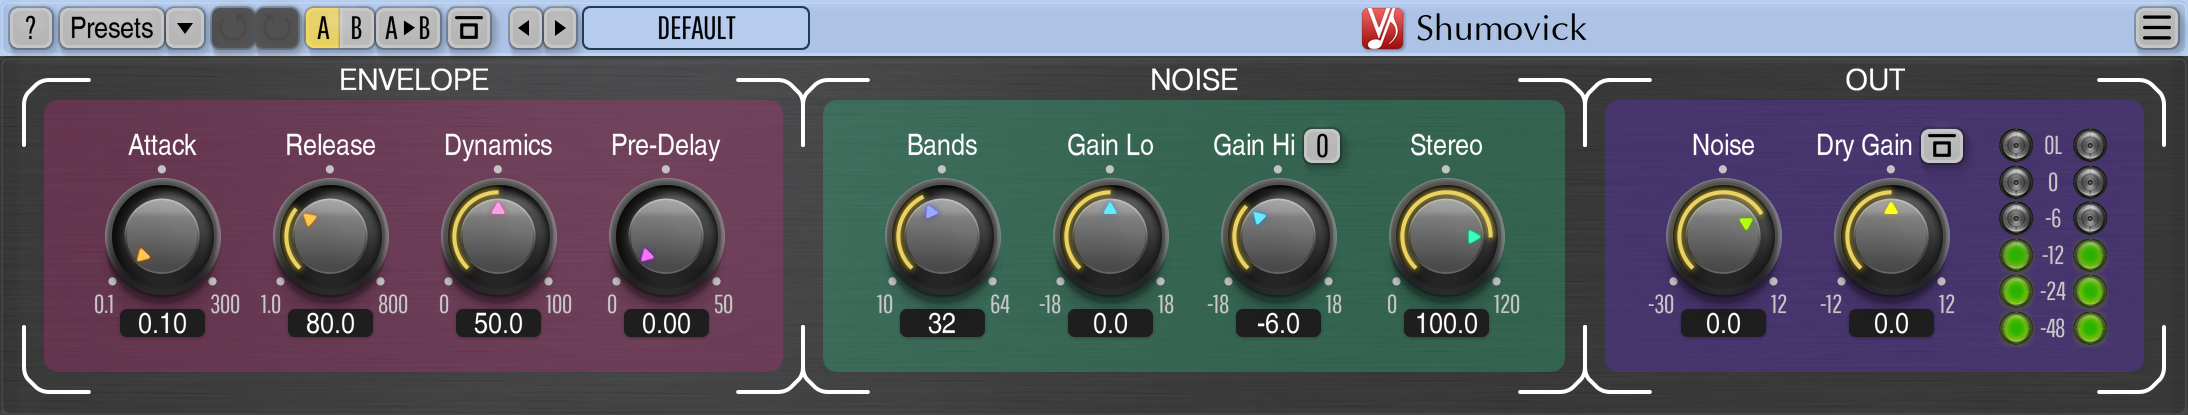 ? Presets A B A B DEFAULT Shumovick
ENVELOPE NOISE OUT
Attack Release Dynamics Pre-Delay Bands Gain Lo Gain Hi 0 Stereo Noise Dry Gain 0L
0
-6
-12
-24
0.1 300 1.0 800 0 100 0 50 10 64 -18 18 -18 18 0 120 -30 12 -12 12
0.10 80.0 50.0 0.00 32 0.0 -6.0 100.0 0.0 0.0 -48